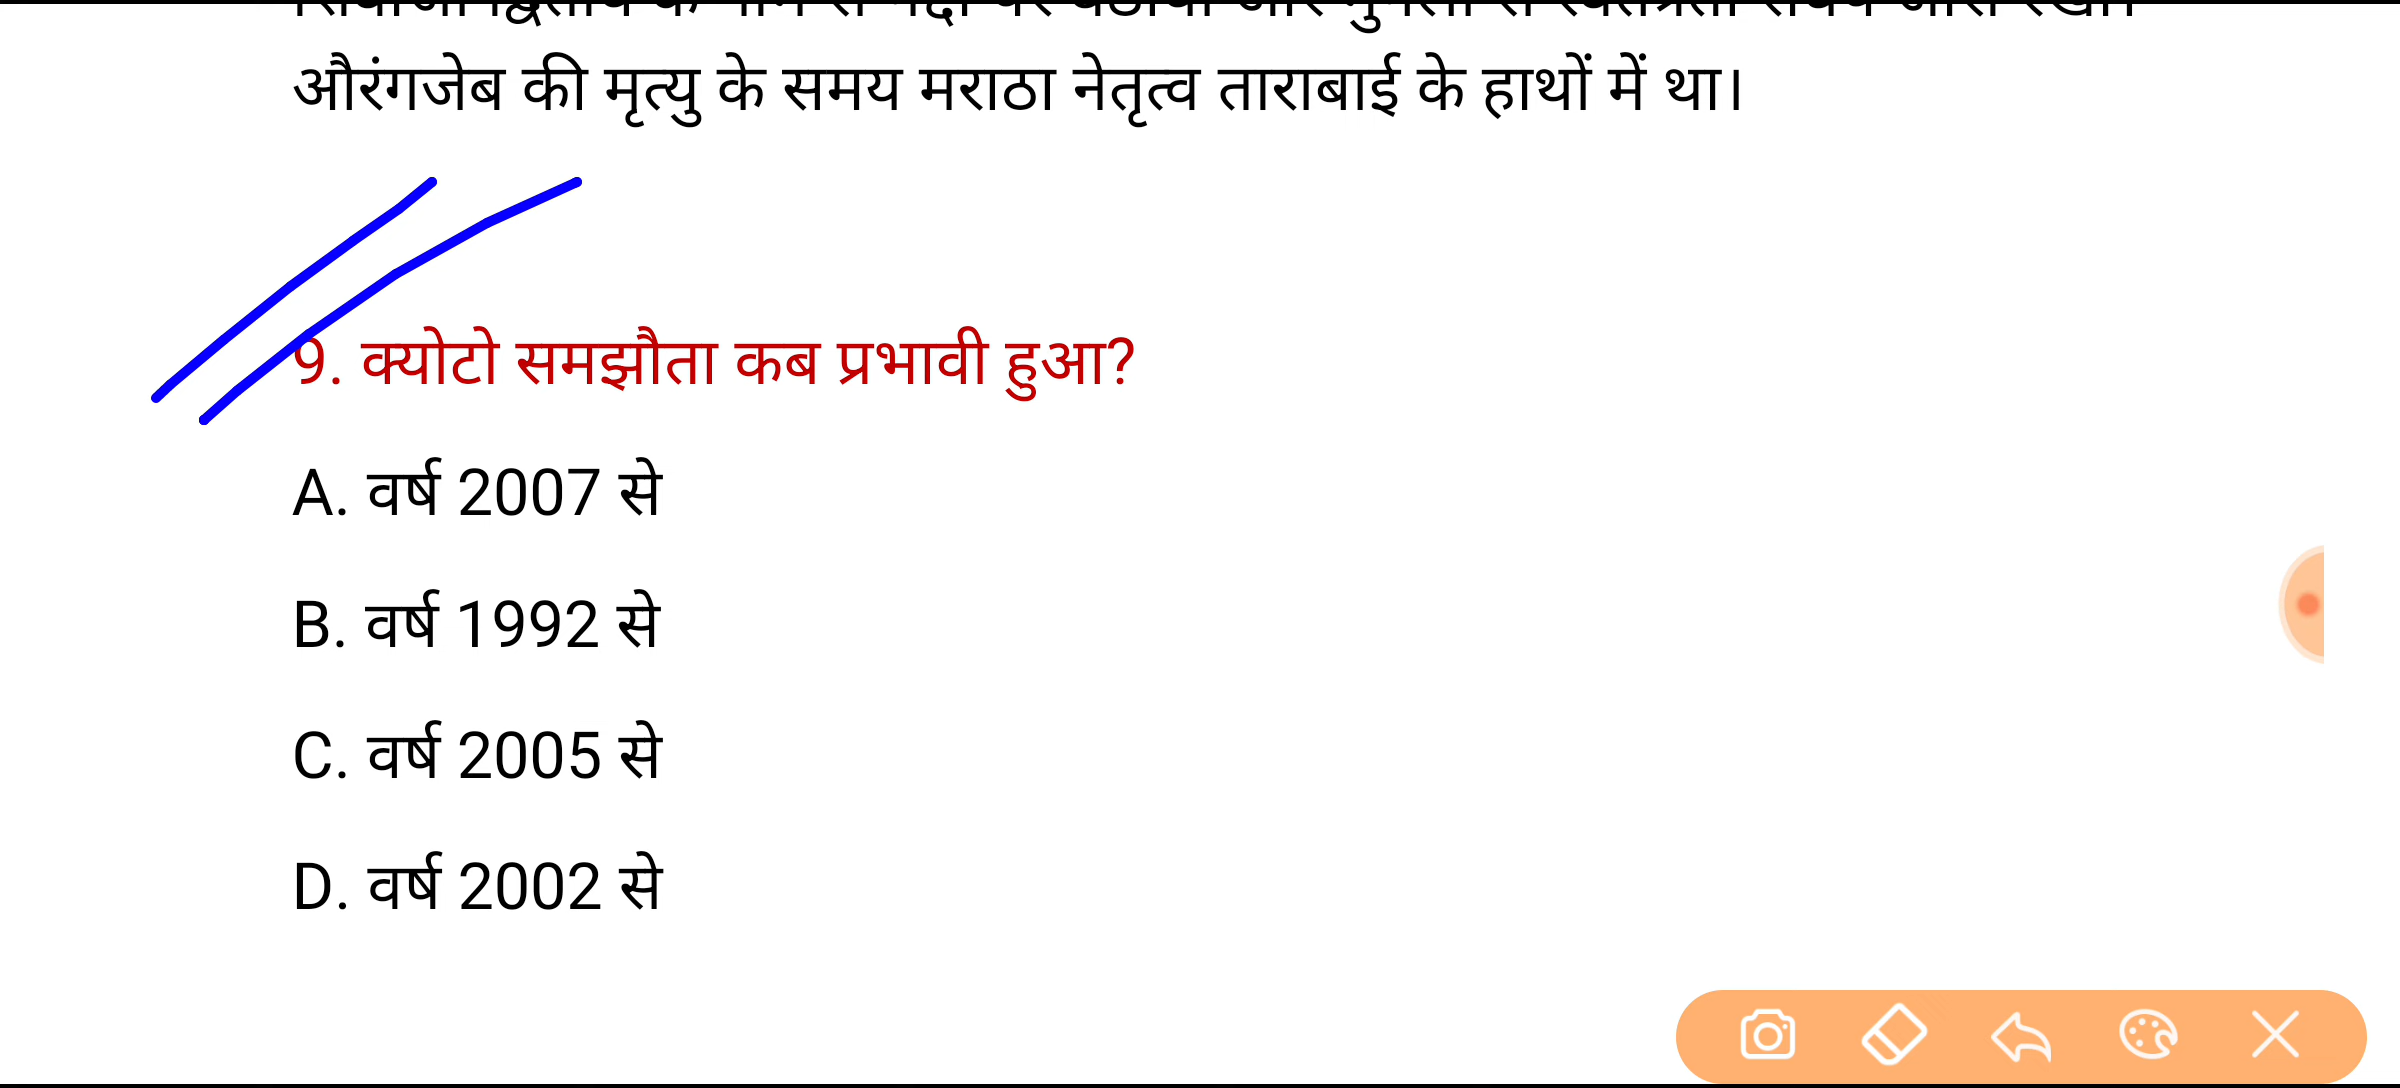 औरंगजेब की मृत्यु के समय मराठा नेतृत्व ताराबाई के हाथों में था।
9. क्योटो समझौता कब प्रभावी हुआ?
A. वर्ष 2007 से
B. वर्ष 1992 से
C. वर्ष 2005 से
D. वर्ष 2002 से